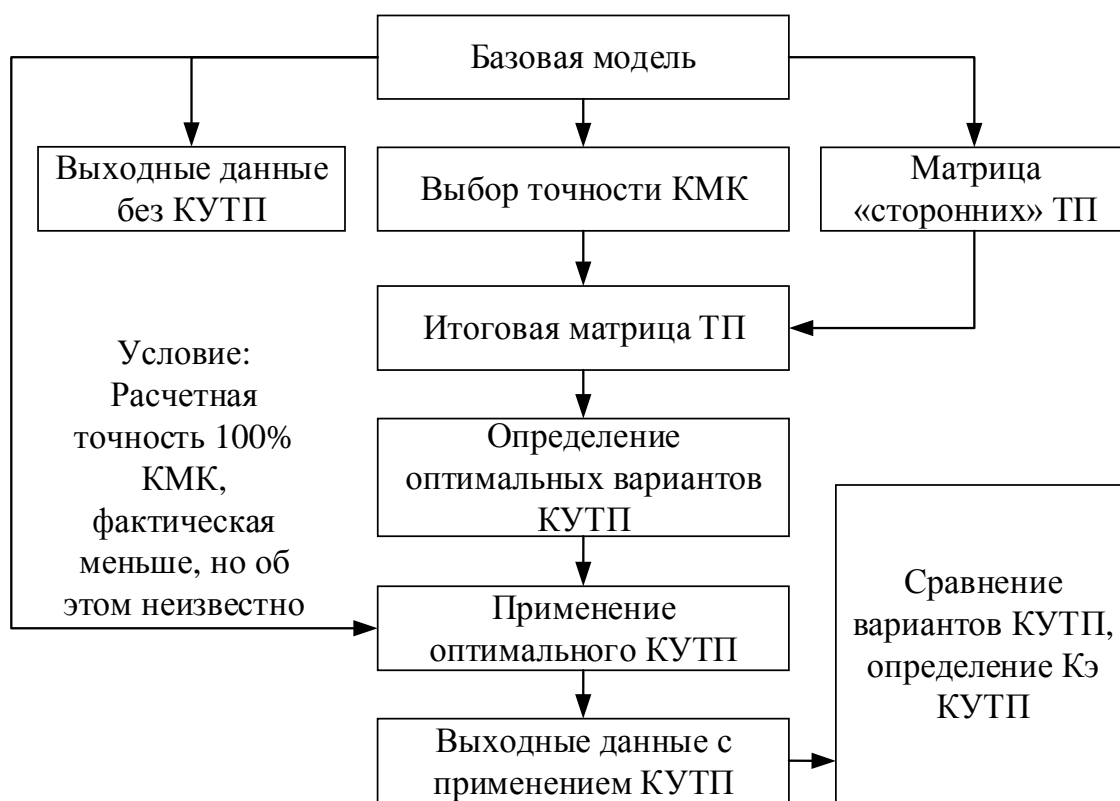 Базовая модель
Выходные данные
без КУТП
Выбор точности КМК
Матрица
«сторонних» ТП
Итоговая матрица ТП
Условие:
Расчетная
точность 100%
КМК,
фактическая
меньше, но об
этом неизвестно
Определение
оптимальных вариантов
КУТП
Применение
оптимального КУТП
Выходные данные с
применением КУТП
Сравнение
вариантов КУТП,
определение Кэ
КУТП